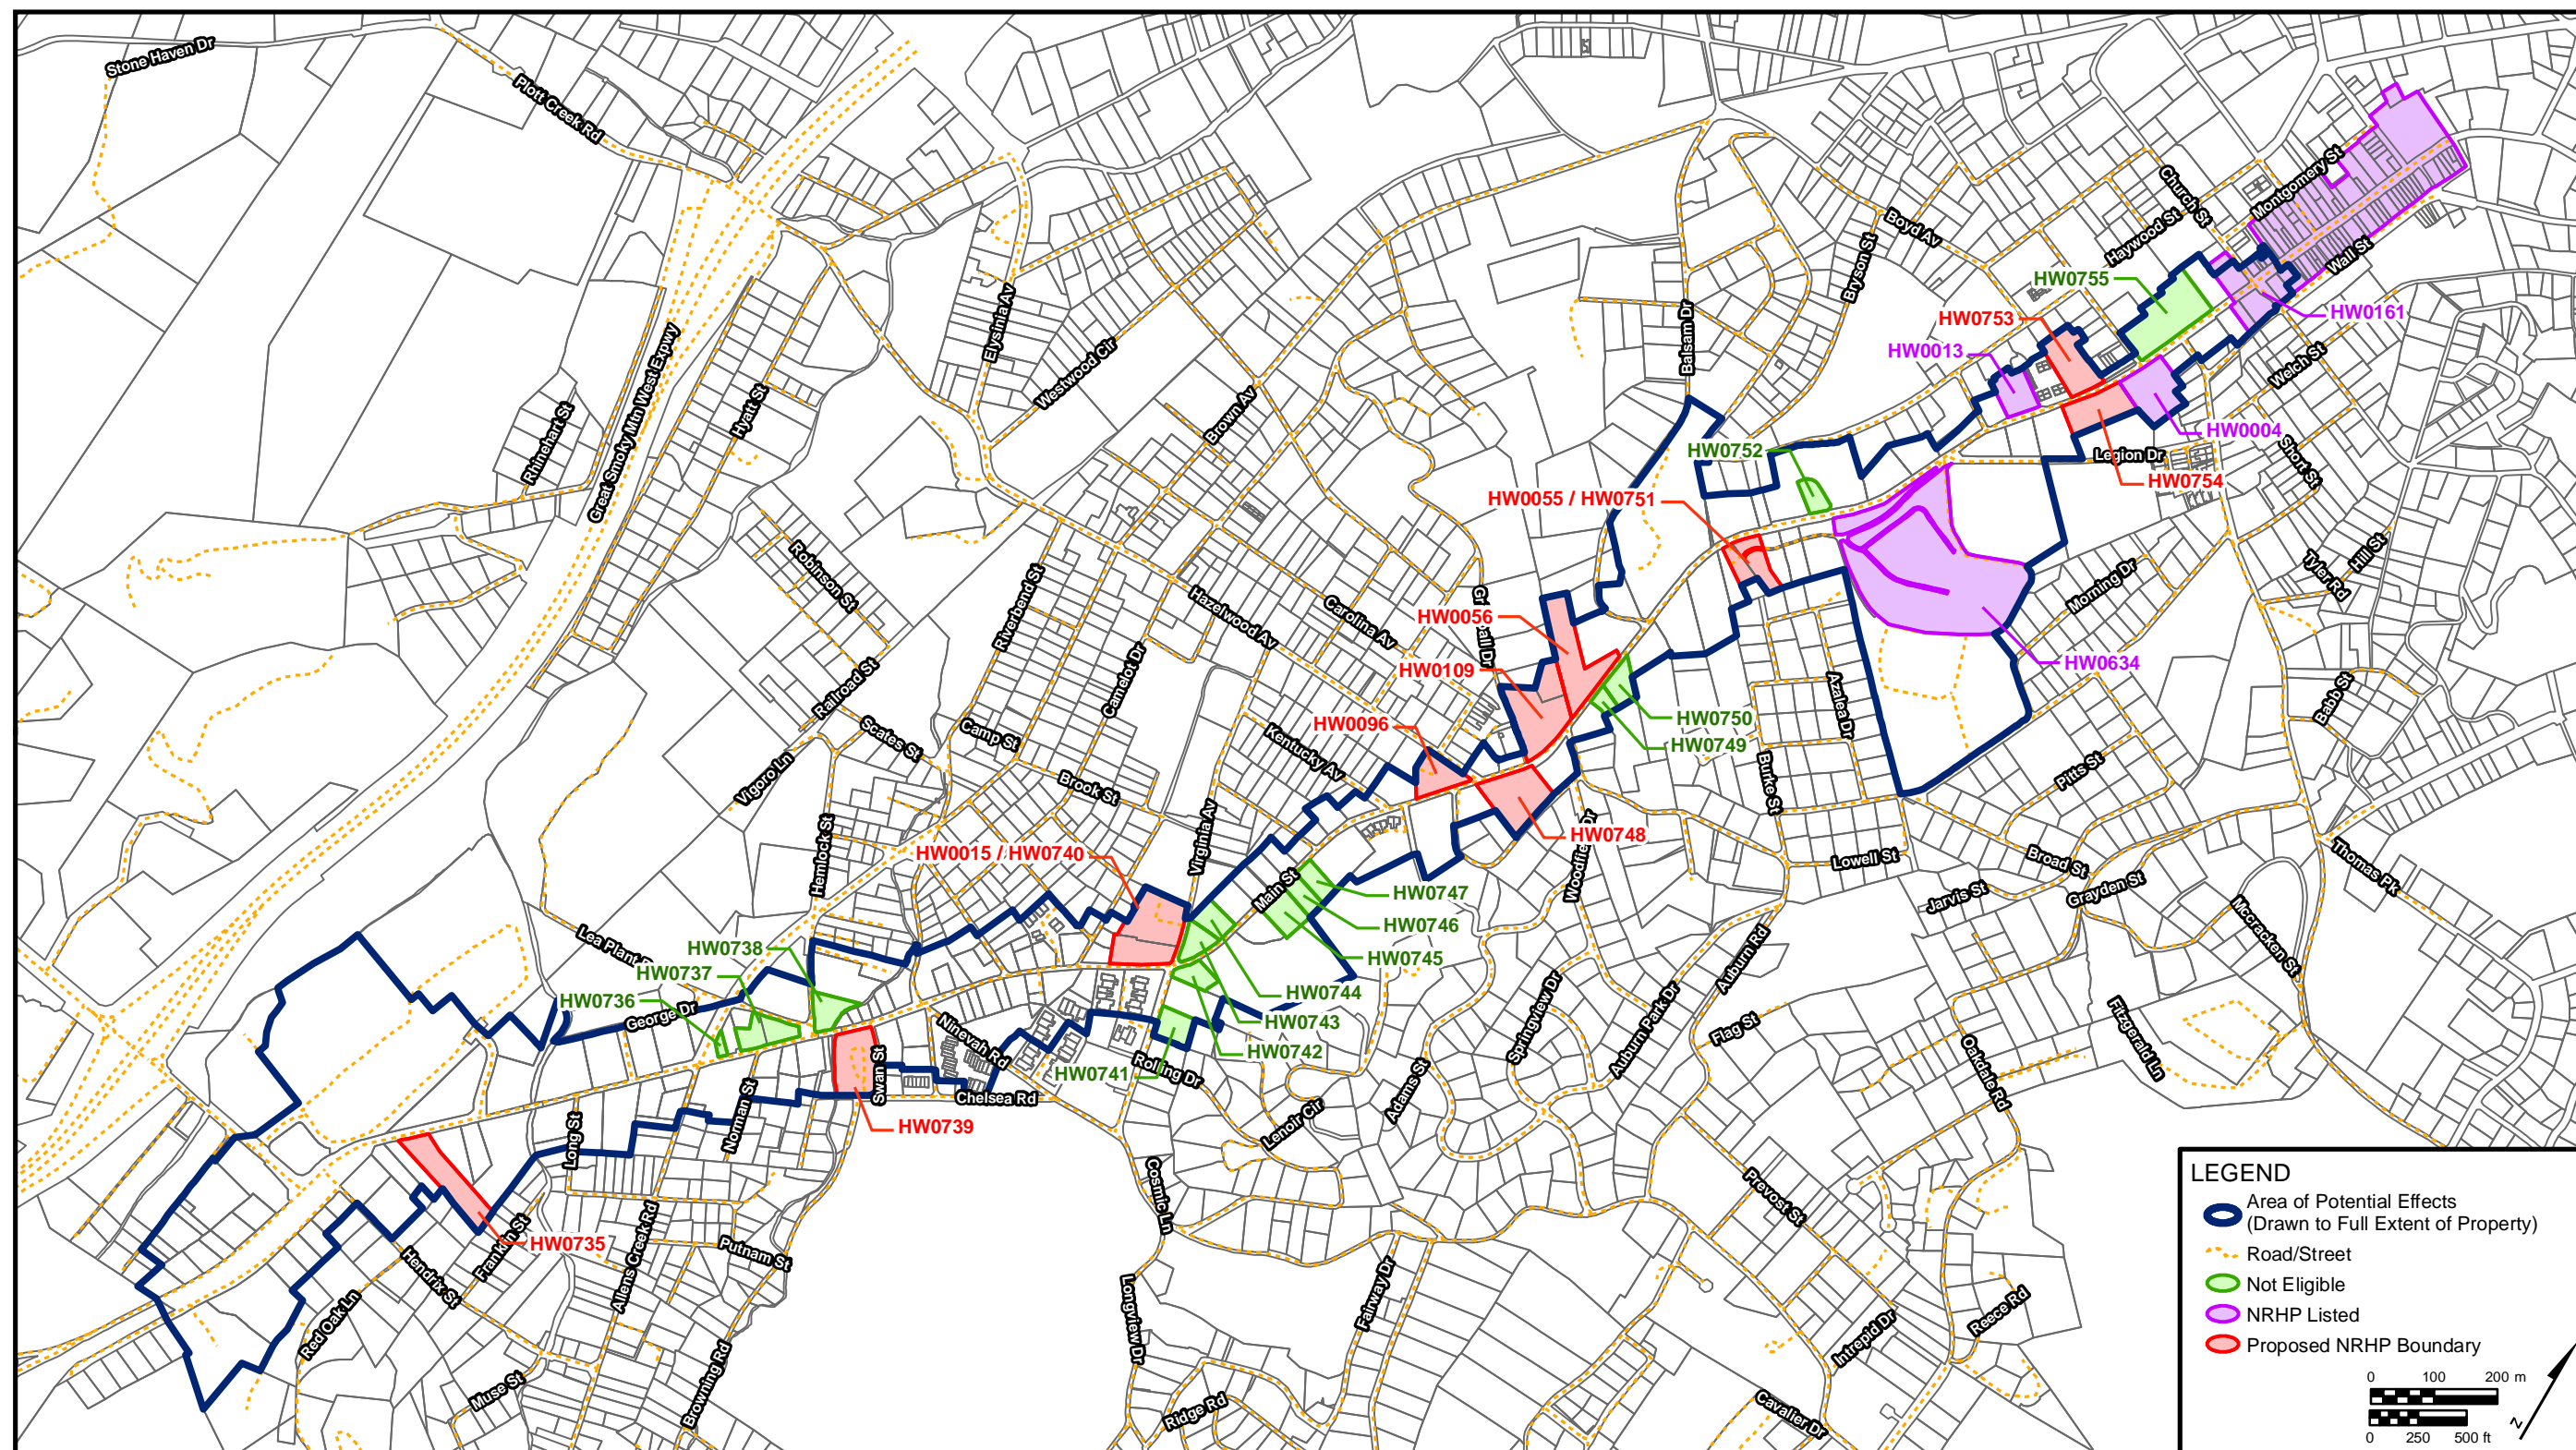 Stone Haven Dr
Plott Creek Rd
Church St
Montgomery St
Haywood St
Boyd Av
Bryson St
Wall St
HW0755
HW0161
HW0753
HW0013
Welch St
Elysinia Av
Balsam Dr
Great Smoky Mtn West Expwy
Westwood Cir
Hyatt St
Brown Av
Rhinehart St
HW0004
HW0752
Legion Dr
Short St
HW0754
HW0055 / HW0751
Robinson St
Riverbend St
Hazelwood Av
Carolina Av
Hill St
Tyler Rd
Morning Dr
HW0056
HW0109
HW0634
Railroad St
Camelot Dr
Azalea Dr
Babb St
HW0750
HW0749
HW0096
Scates St
Camp St
Kentucky Av
Vigoro Ln
Brook St
Burke St
Pitts St
Virginia Av
Hemlock St
HW0748
HW0015 / HW0740
Lowell St
Broad St
Thomas Pk
Grayden St
Jarvis St
Main St
HW0747
HW0746
HW0745
HW0744
HW0743
HW0742
HW0741
Mccracken St
Lea Plant
HW0738
HW0737
HW0736
George Dr
Auburn Rd
Springview Dr
Auburn Park Dr
Flag St
Fitzgerald Ln
Oakdale Rd
Ninevah Rd
Rolling Dr
Swan St
Chelsea Rd
Adams St
Lenoir Cir
HW0739
Norman St
Long St
HW0735
Franklin St
Hendrix St
Red Oak Ln
Allens Creek Rd
Putnam St
Cosmic Ln
Prevost St
Longview Dr
Fairway Dr
Intrepid Dr
Reece Rd
Muse St
Browning Rd
Ridge Rd
Cavalier Dr
LEGEND
Area of Potential Effects
(Drawn to Full Extent of Property)
Road/Street
Not Eligible
NRHP Listed
Proposed NRHP Boundary
0 100 200 m
0 250 500 ft
N